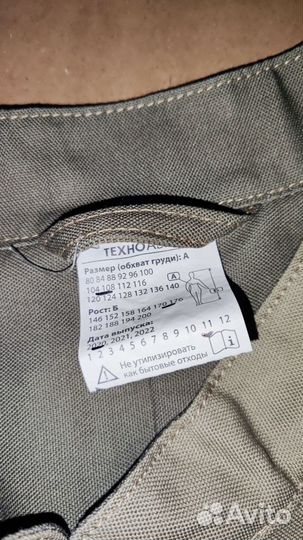 ТЕХНО
Размер (обхват груди): А
80 84 88 92 96 100
104 108 112 116
120 124 128 132 136 140
А
Рост: Б
146 152 158 164 170 176
182 188 194 200
Дата выпуска:
2020, 2021, 2022
1 2 3 4 5 6 7 8 9 10 11 12
Не утилизировать
как бытовые отходы
Avito